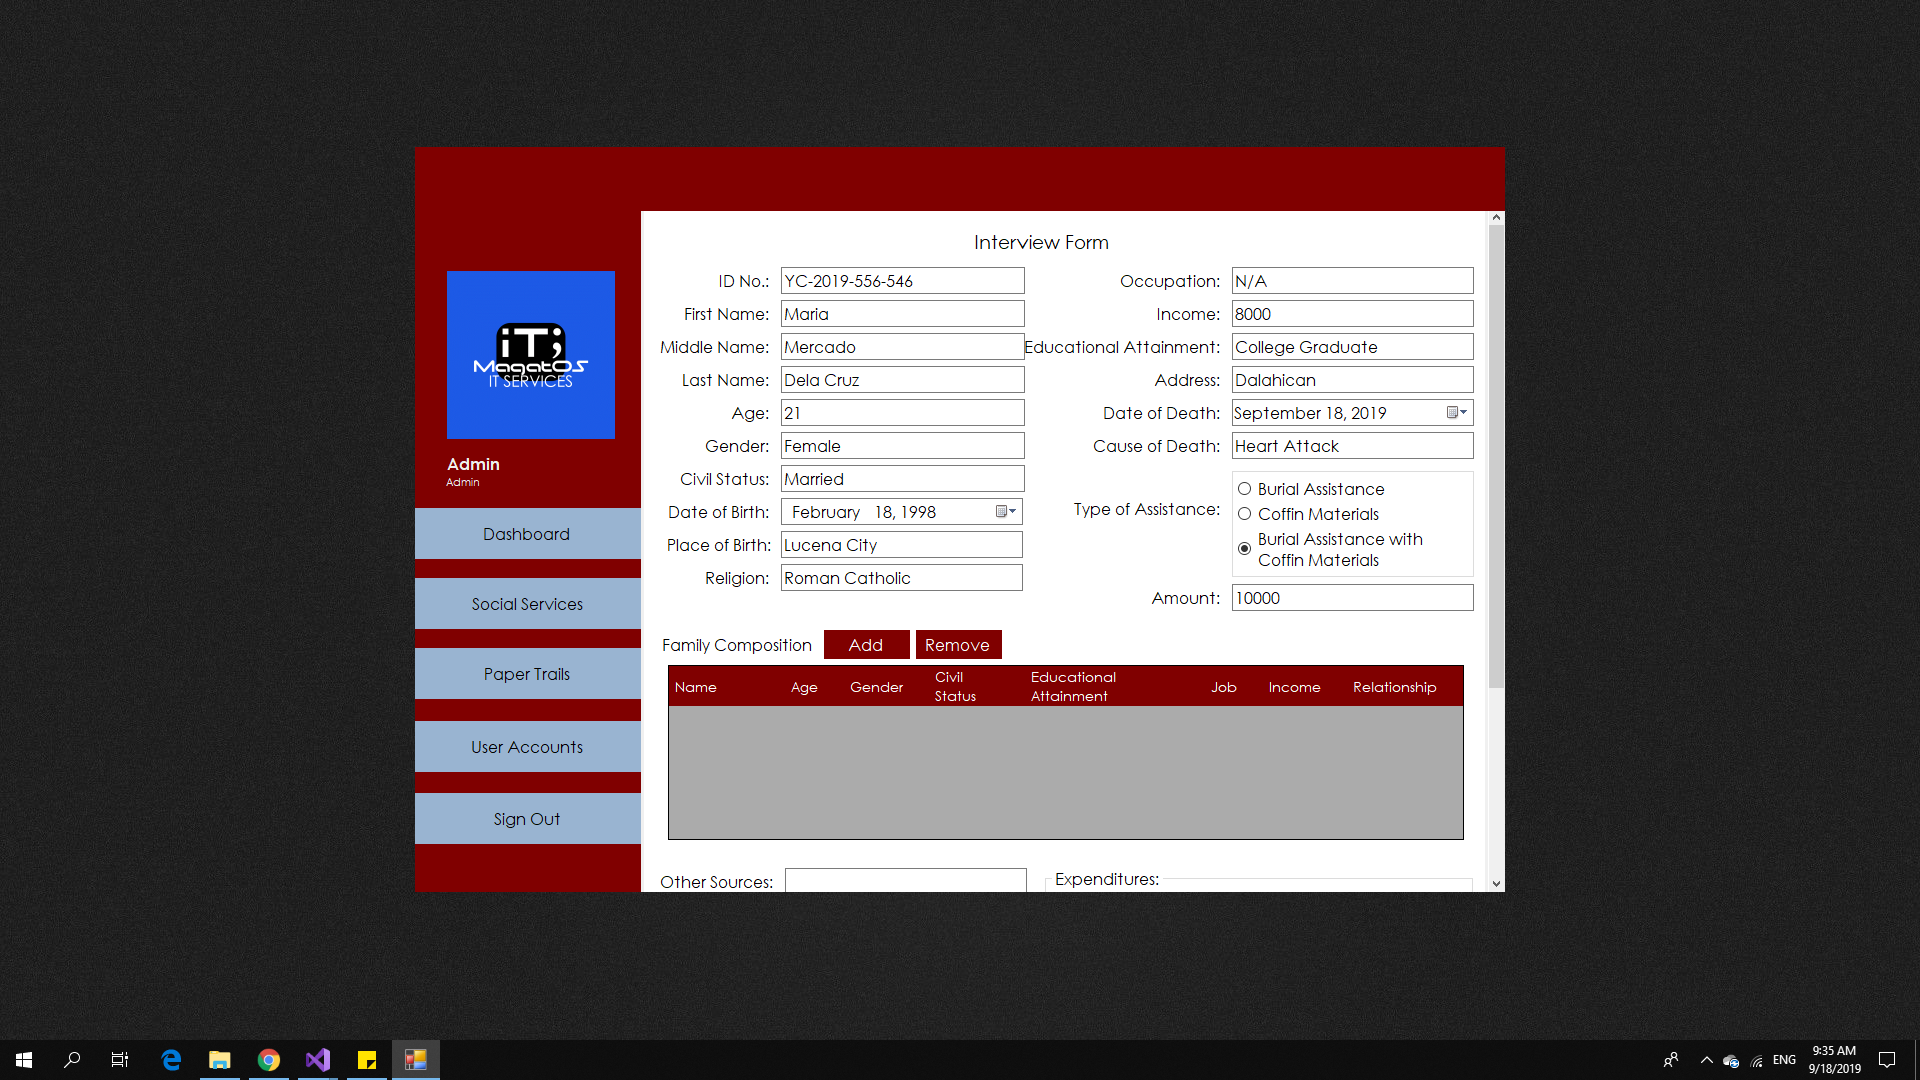 Interview Form
iT;
MagatOS
IT SERVICES
Admin
Admin
Dashboard
Social Services
Paper Trails
User Accounts
Sign Out
ID No.: YC-2019-556-546
First Name: Maria
Middle Name: Mercado
Last Name: Dela Cruz
Age: 21
Gender: Female
Civil Status: Married
Date of Birth: February 18, 1998
Place of Birth: Lucena City
Religion: Roman Catholic
Occupation: N/A
Income: 8000
Educational Attainment: College Graduate
Address: Dalahican
Date of Death: September 18, 2019
Cause of Death: Heart Attack
Type of Assistance:
Burial Assistance
Coffin Materials
Burial Assistance with
Coffin Materials
Amount: 10000
Family Composition Add Remove
Name Age Gender Civil Status Educational Attainment Job Income Relationship
Other Sources:
Expenditures:
ENG
9:35 AM
9/18/2019